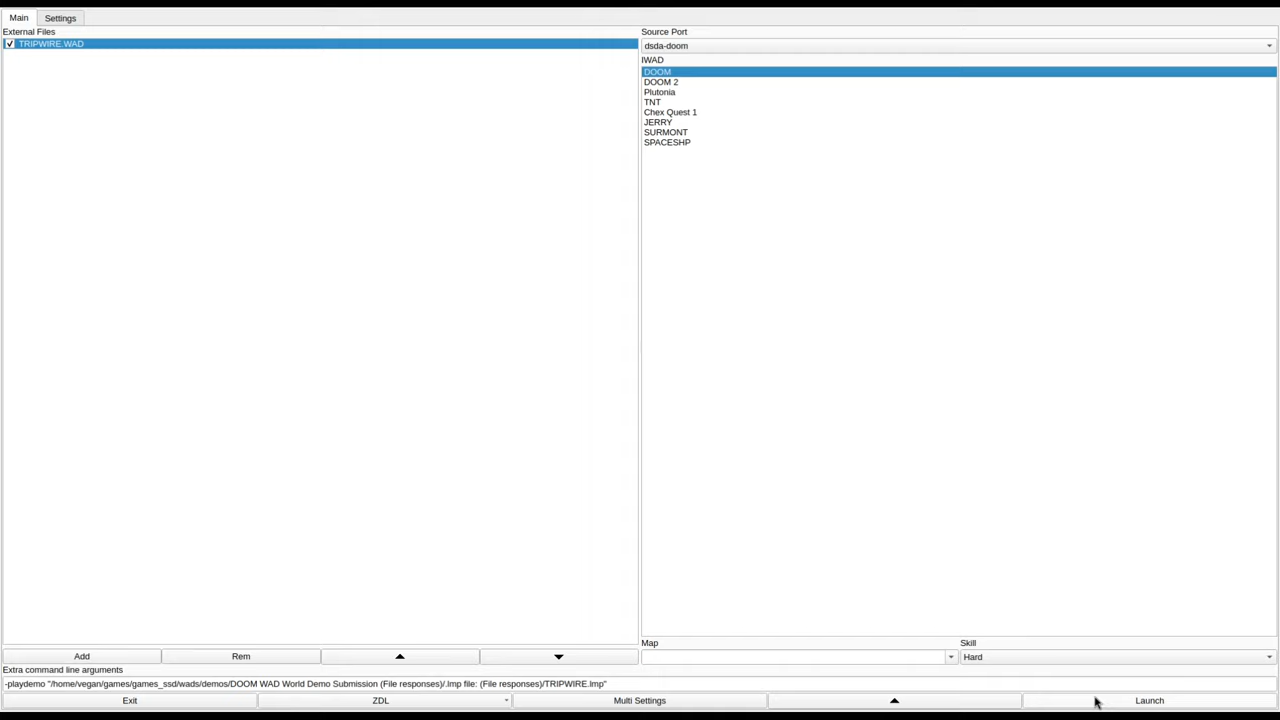 Main Settings
External Files
TRIPWIRE.WAD
Source Port
dsda-doom
IWAD
DOOM
DOOM 2
Plutonia
TNT
Chex Quest 1
JERRY
SURMONT
SPACESHP
Map Skill
Hard
Add Rem
Extra command line arguments
-playdemo "/home/vegan/games/games_ssd/wads/demos/DOOM WAD World Demo Submission (File responses)/.lmp file: (File responses)/TRIPWIRE.lmp"
Exit ZDL Multi Settings Launch